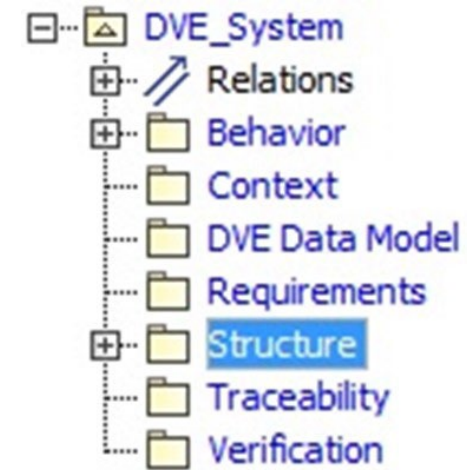 DVE_System
Relations
Behavior
Context
DVE Data Model
Requirements
Structure
Traceability
Verification